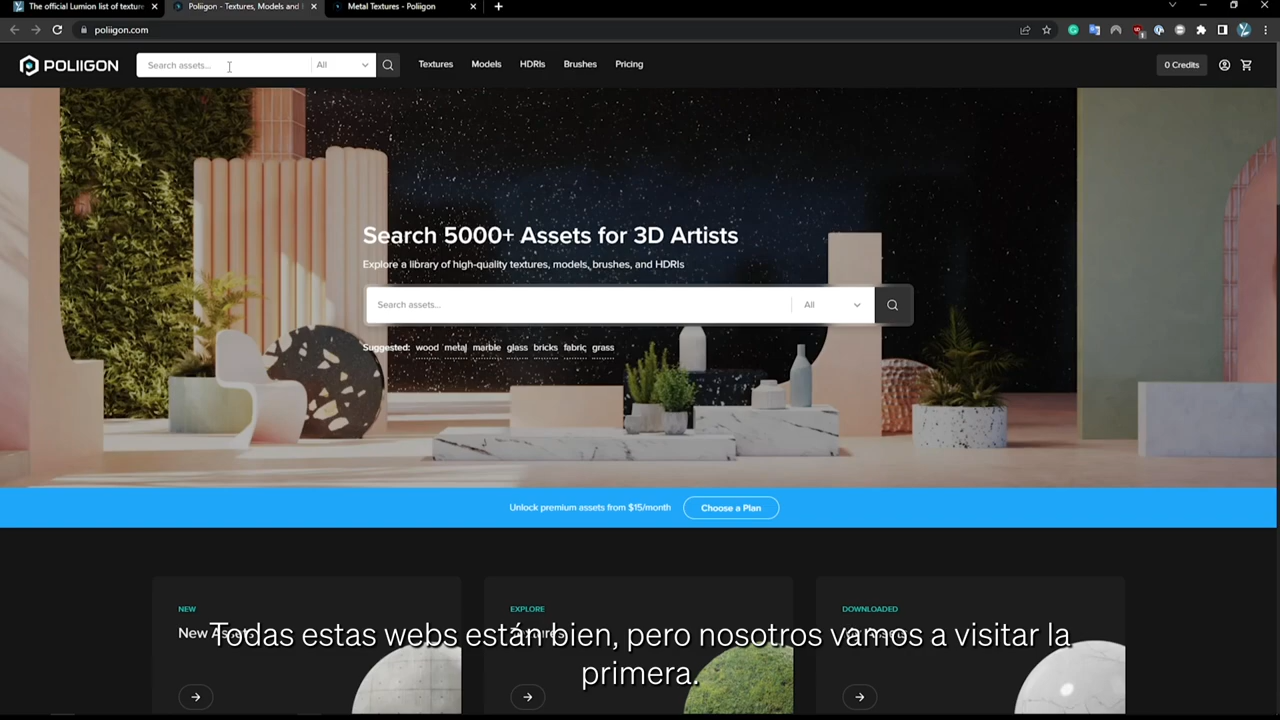 The official Lumion list of texture
Poliigon - Textures, Models and
Metal Textures - Poliigon
poliigon.com
POLIIGON
Search assets...
All
Textures
Models
HDRIs
Brushes
Pricing
0 Credits
Search 5000+ Assets for 3D Artists
Explore a library of high-quality textures, models, brushes, and HDRIs
Search assets...
All
Suggested: wood metal marble glass bricks fabric grass
Unlock premium assets from $15/month
Choose a Plan
NEW
New Assets
EXPLORE
DOWNLOADED
Todas estas webs están bien, pero nosotros vamos a visitar la
primera.